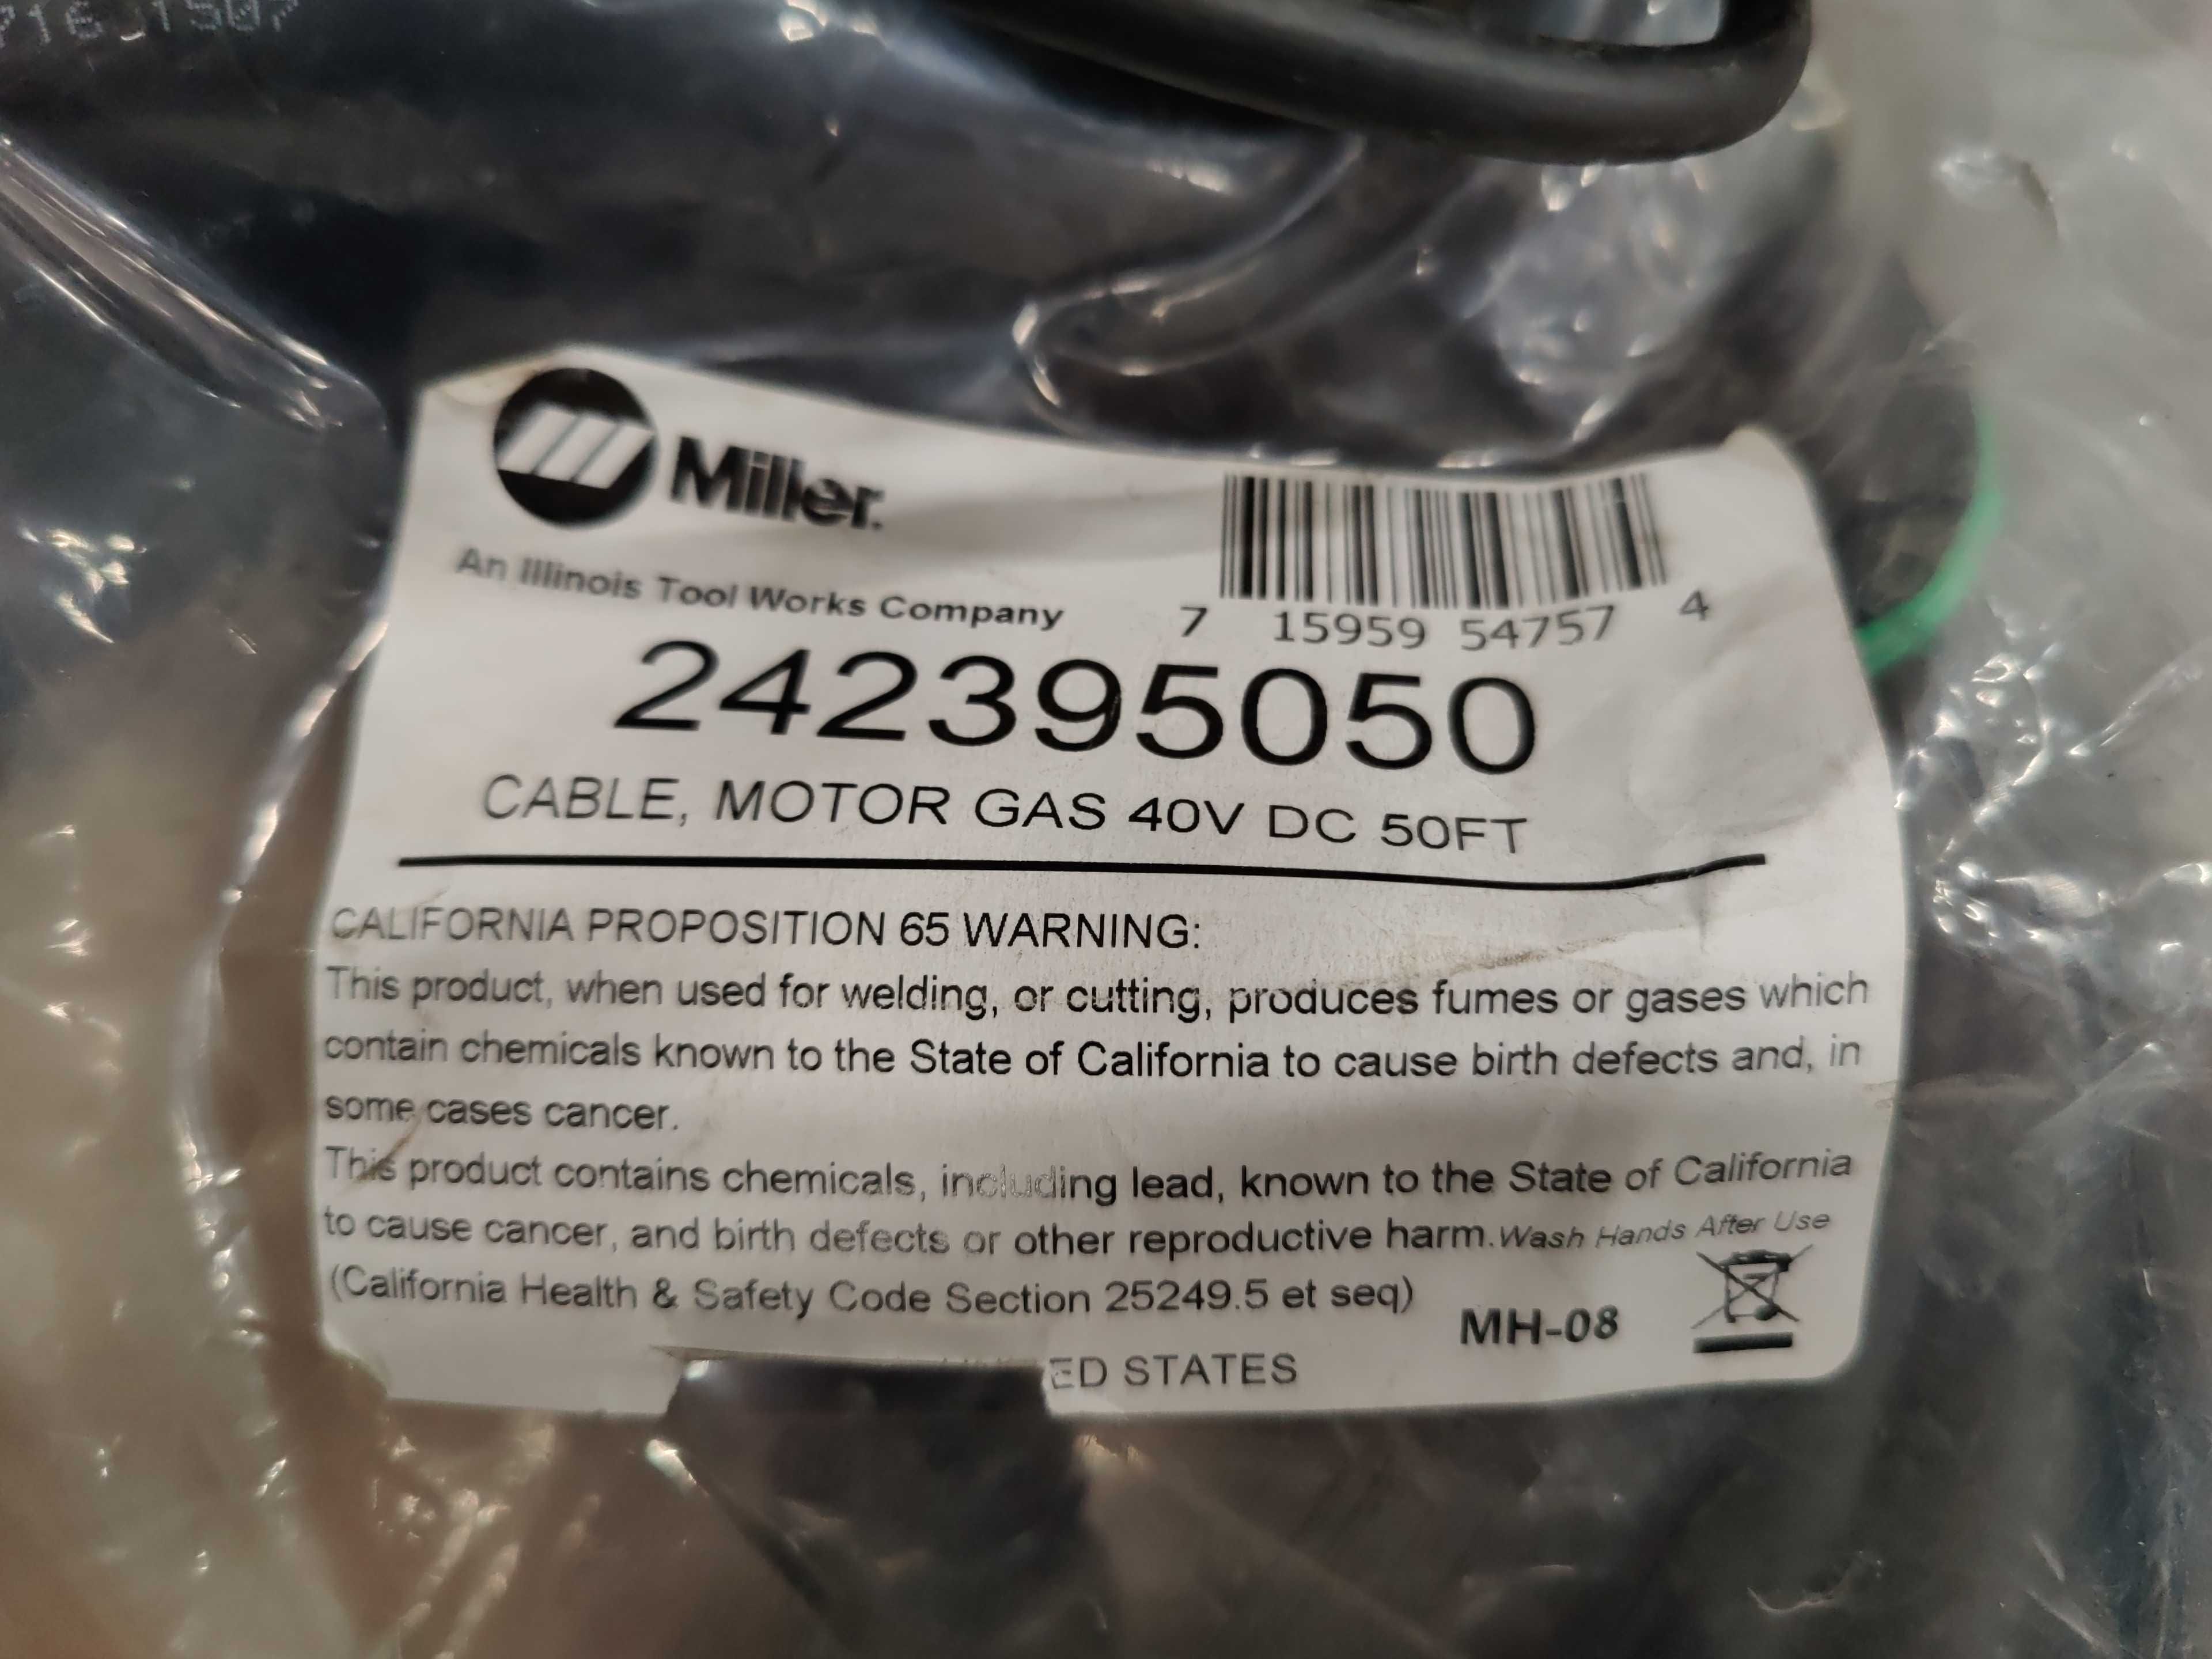 Miller.
An Illinois Tool Works Company
7 15959 54757 4
242395050
CABLE, MOTOR GAS 40V DC 50FT
CALIFORNIA PROPOSITION 65 WARNING:
This product, when used for welding, or cutting, produces fumes or gases which
contain chemicals known to the State of California to cause birth defects and, in
some cases cancer.
This product contains chemicals, including lead, known to the State of California
to cause cancer, and birth defects or other reproductive harm. Wash Hands After Use
(California Health & Safety Code Section 25249.5 et seq)
MH-08
ED STATES